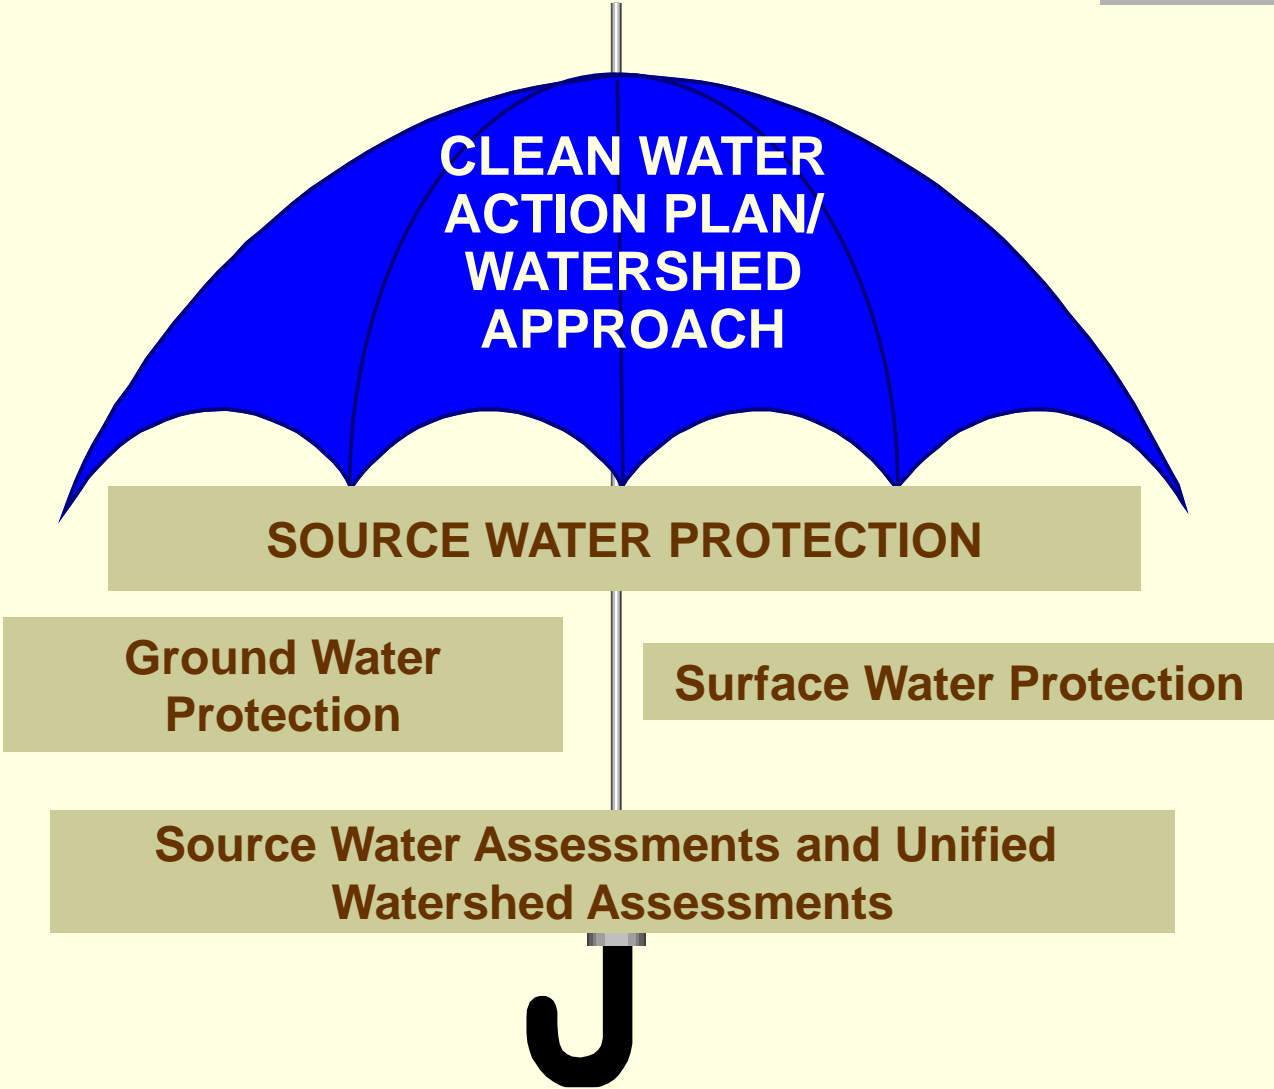 CLEAN WATER
ACTION PLAN/
WATERSHED
APPROACH
SOURCE WATER PROTECTION
Ground Water
Protection
Surface Water Protection
Source Water Assessments and Unified
Watershed Assessments